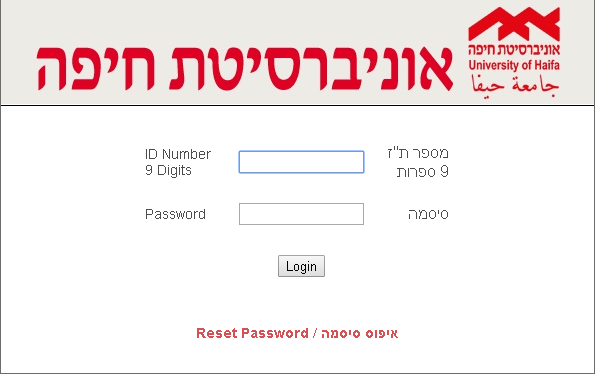 אוניברסיטת חיפה
אוניברסיטת חיפה
University of Haifa
جامعة حيفا
ID Number
9 Digits
מספר ת"ז
9 ספרות
Password
סיסמה
Login
Reset Password / איפוס סיסמה